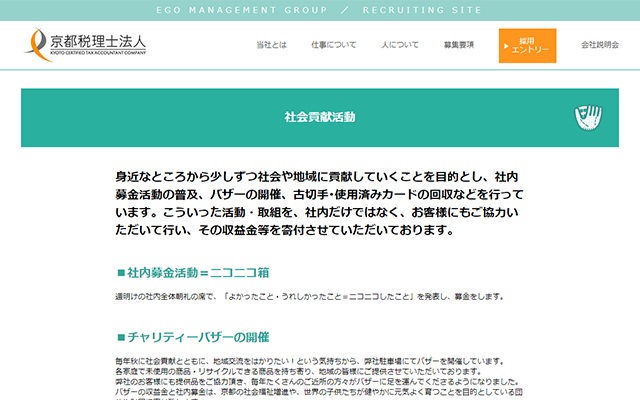 EGO MANAGEMENT GROUP ／ RECRUITING SITE
京都税理士法人
KYOTO CERTIFIED TAX ACCOUNTANT COMPANY
当社とは 仕事について 人について 募集要項 採用エントリー 会社説明会
社会貢献活動
身近なところから少しずつ社会や地域に貢献していくことを目的とし、社内
募金活動の普及、バザーの開催、古切手･使用済みカードの回収などを行って
います。こういった活動・取組を、社内だけではなく、お客様にもご協力い
ただいて行い、その収益金等を寄付させていただいております。
■社内募金活動＝ニコニコ箱
週明けの社内全体朝礼の席で、「よかったこと・うれしかったこと＝ニコニコしたこと」を発表し、募金をします。
■チャリティーバザーの開催
毎年秋に社会貢献とともに、地域交流をはかりたい！という気持ちから、弊社駐車場にてバザーを開催しています。
各家庭で未使用の商品・リサイクルできる商品を持ち寄り、地域の皆様にご提供させていただいております。
弊社のお客様にも提供品をご協力頂き、毎年たくさんのご近所の方々がバザーに足を運んでくださるようになりました。
バザーの収益金と社内募金は、京都の社会福祉増進や、世界の子供たちが健やかに元気よく育つことを目的としている団